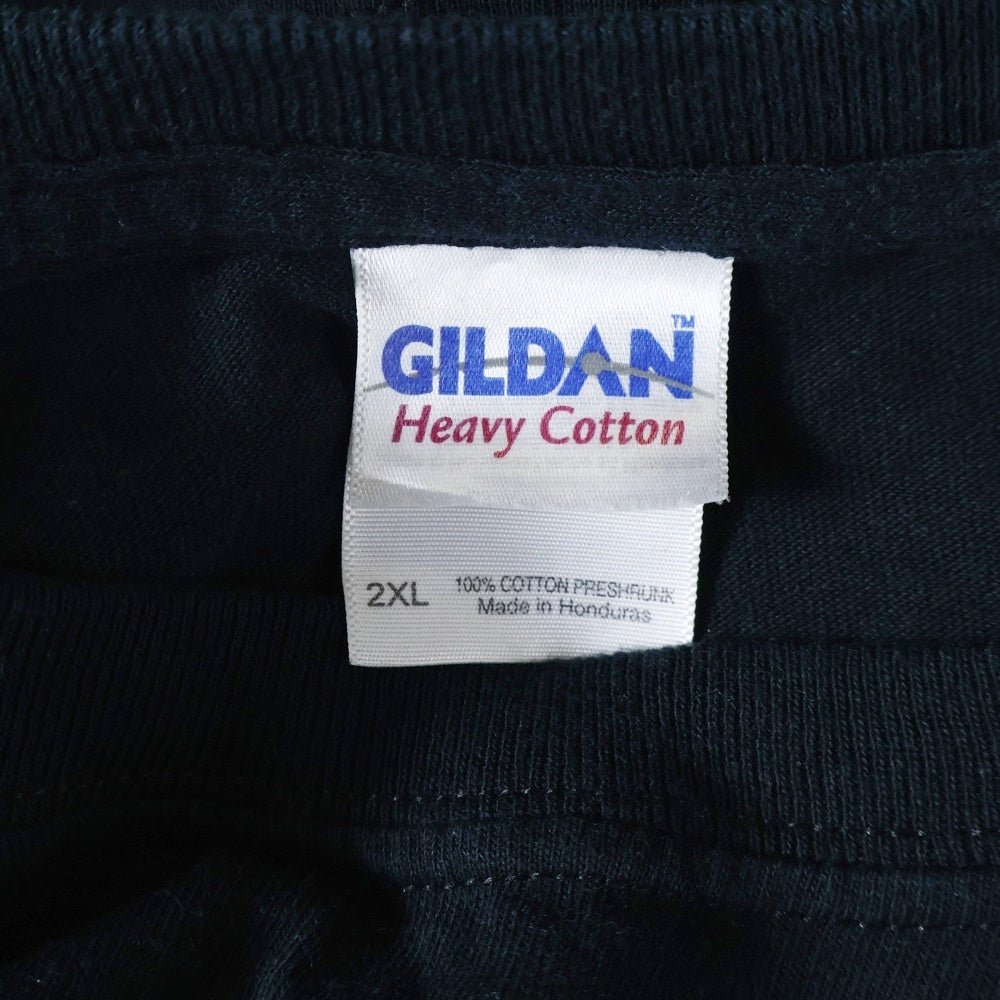 GILDAN™
Heavy Cotton
2XL
100% COTTON PRESHRUNK
Made in Honduras